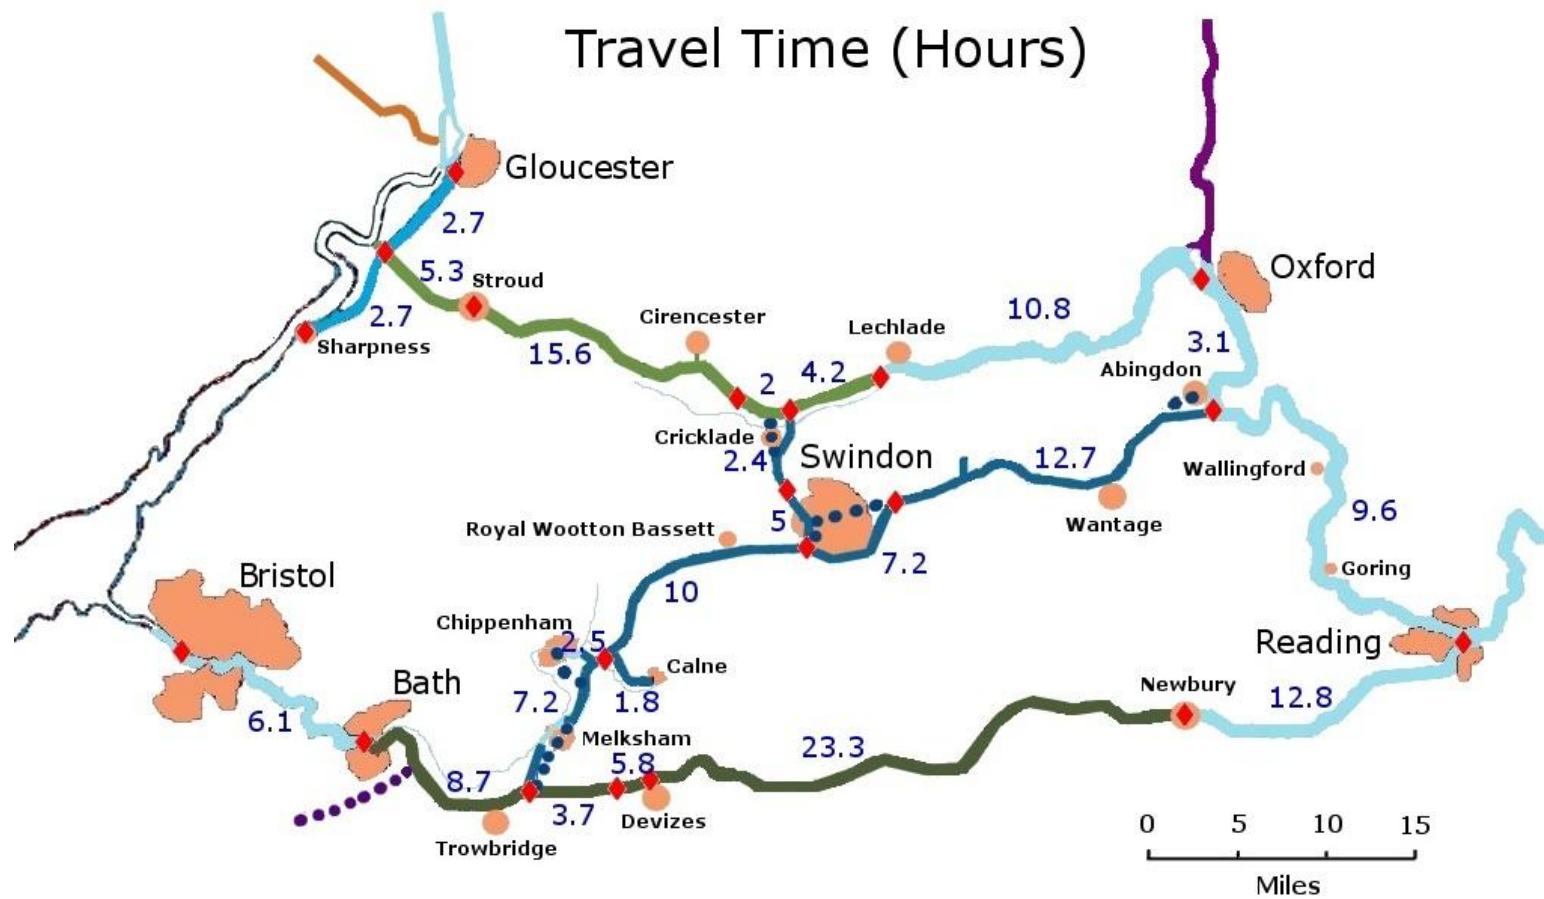 Travel Time (Hours)
Gloucester
2.7
5.3
Stroud
Oxford
2.7
Sharpness
Cirencester
Lechlade
10.8
3.1
15.6
2
4.2
Abingdon
Cricklade
2.4
Swindon
12.7
Wallingford
Royal Wootton Bassett
5
Wantage
9.6
7.2
Goring
Bristol
10
Chippenham
2.5
Calne
Reading
Bath
7.2
1.8
Newbury
12.8
6.1
Melksham
23.3
8.7
5.8
3.7
Devizes
Trowbridge
0 5 10 15
Miles